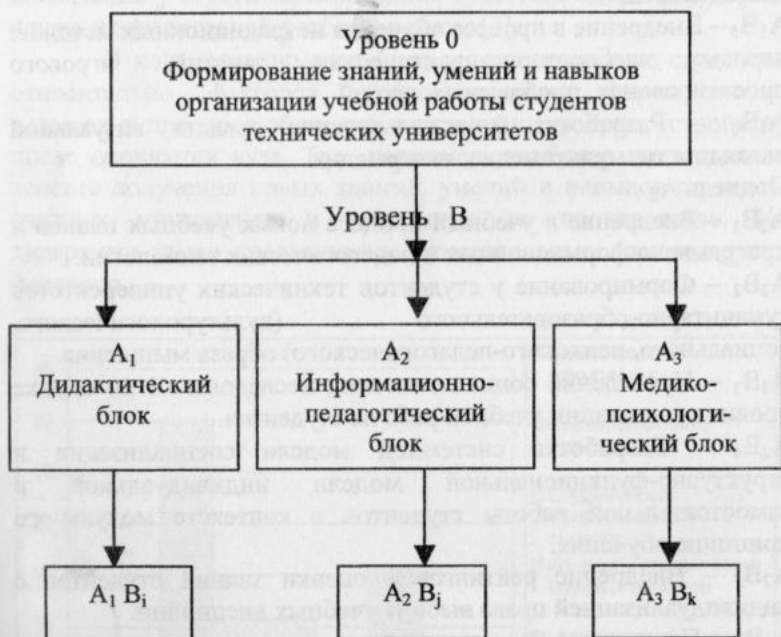 Уровень 0
Формирование знаний, умений и навыков
организации учебной работы студентов
технических университетов
Уровень В
А₁
Дидактический
блок
А₂
Информационно-
педагогический
блок
А₃
Медико-
психологи-
ческий блок
А₁ Вᵢ
А₂ Вⱼ
А₃ Вₖ